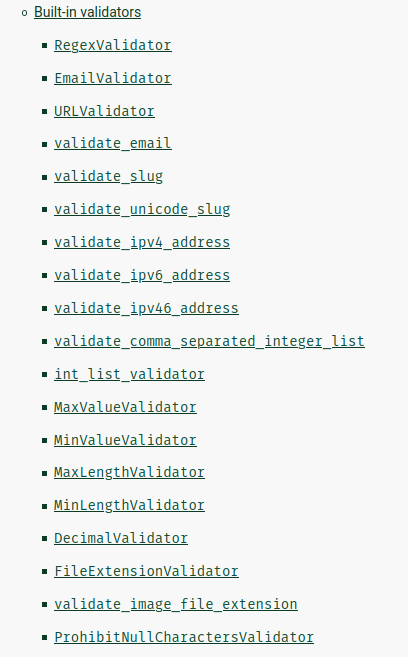 Built-in validators
RegexValidator
EmailValidator
URLValidator
validate_email
validate_slug
validate_unicode_slug
validate_ipv4_address
validate_ipv6_address
validate_ipv46_address
validate_comma_separated_integer_list
int_list_validator
MaxValueValidator
MinValueValidator
MaxLengthValidator
MinLengthValidator
DecimalValidator
FileExtensionValidator
validate_image_file_extension
ProhibitNullCharactersValidator